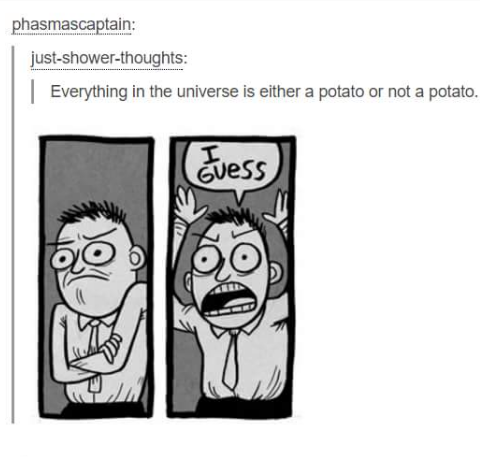 phasmascaptain:
just-shower-thoughts:
Everything in the universe is either a potato or not a potato.
I
GUESS